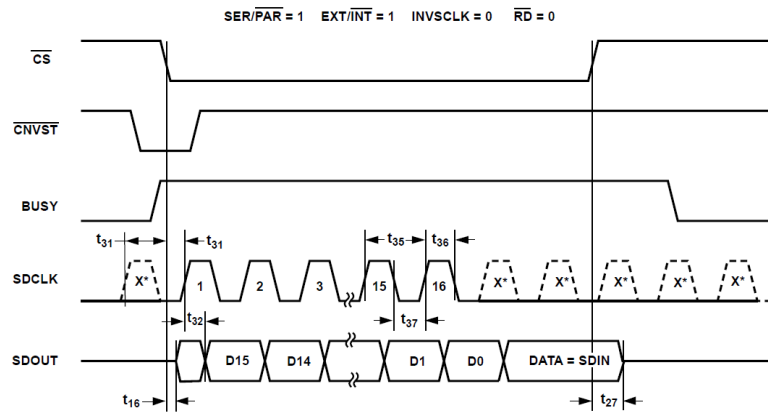 SER/PAR = 1 EXT/INT = 1 INVSCLK = 0 RD = 0
CS
CNVST
BUSY
t31 t31 t35 t36
SDCLK X* 1 2 3 15 16 X* X* X* X* X*
t32 t37
SDOUT D15 D14 D1 D0 DATA = SDIN
t16 t27